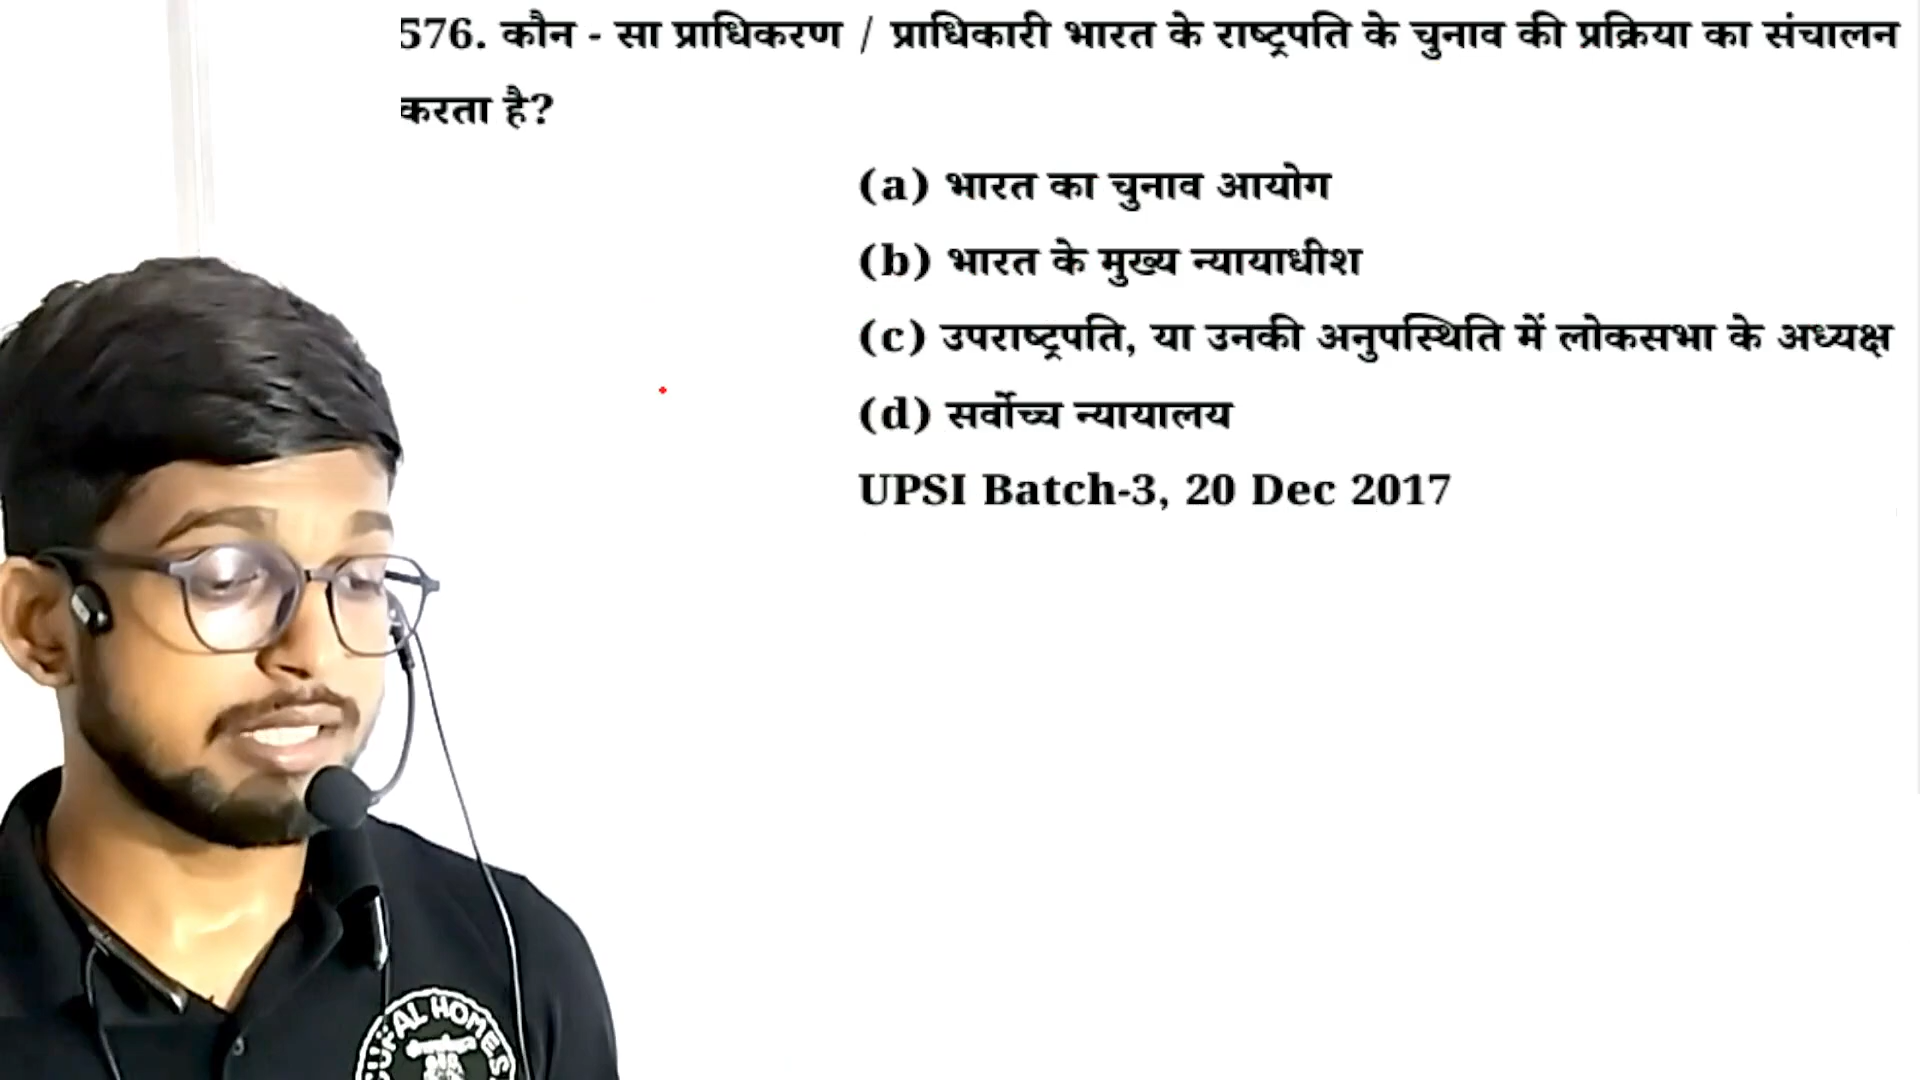 576. कौन - सा प्राधिकरण / प्राधिकारी भारत के राष्ट्रपति के चुनाव की प्रक्रिया का संचालन
करता है?
(a) भारत का चुनाव आयोग
(b) भारत के मुख्य न्यायाधीश
(c) उपराष्ट्रपति, या उनकी अनुपस्थिति में लोकसभा के अध्यक्ष
(d) सर्वोच्च न्यायालय
UPSI Batch-3, 20 Dec 2017